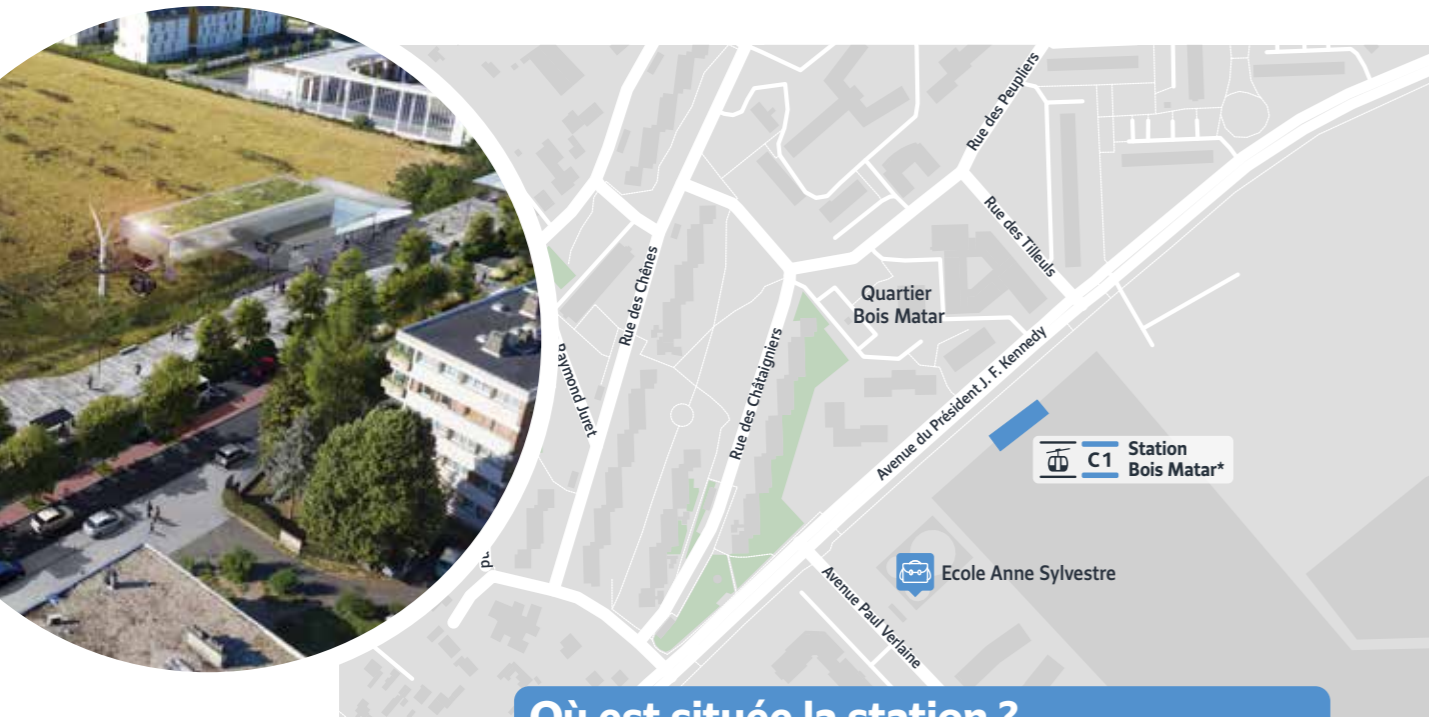 Rue des Peupliers
Rue des Tilleuls
Rue des Chênes
Quartier
Bois Matar
Raymond Juret
Rue des Châtaigniers
Avenue du Président J. F. Kennedy
C1
Station
Bois Matar*
Ecole Anne Sylvestre
Avenue Paul Verlaine
Où est située la station ?